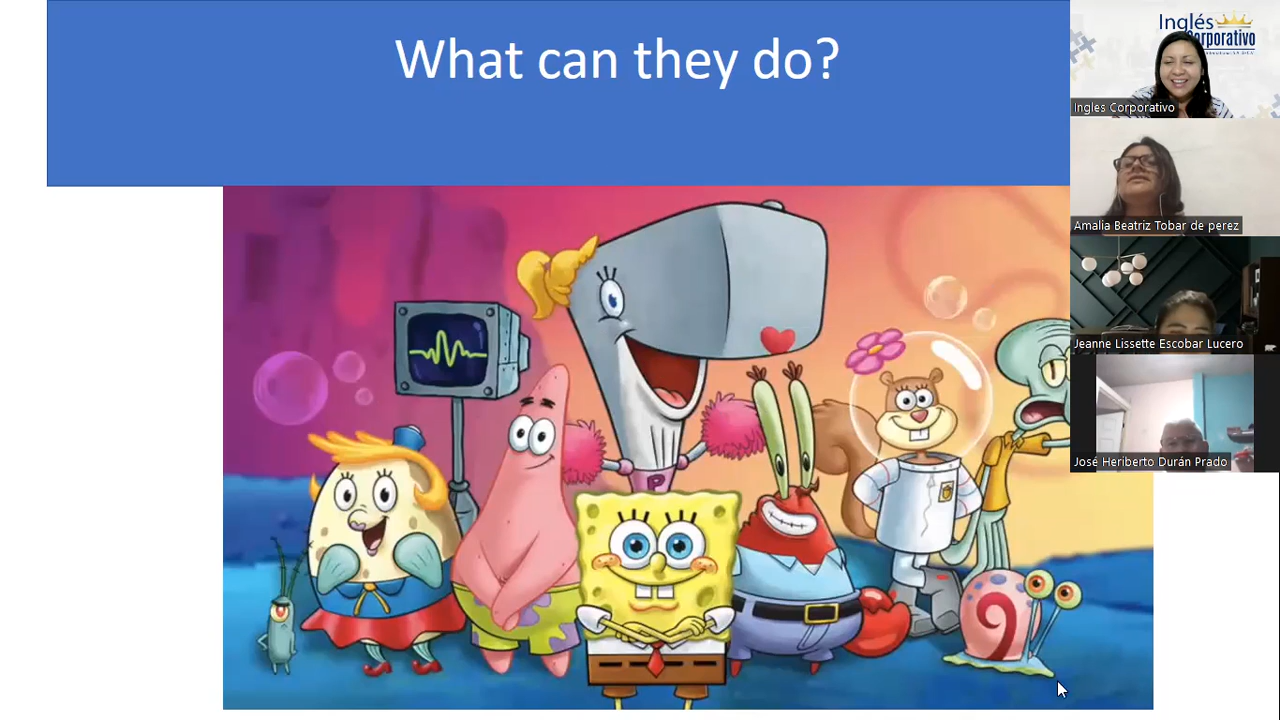 What can they do?
Inglés
Corporativo
Ingles Corporativo
Amalia Beatriz Tobar de perez
Jeanne Lissette Escobar Lucero
José Heriberto Durán Prado
P